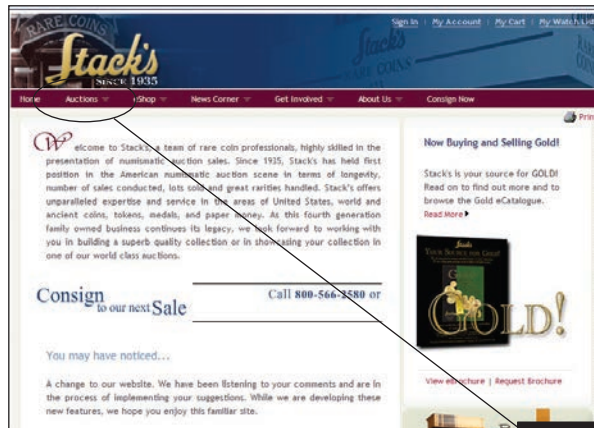 RARE COINS
Stack's
SINCE 1935
Sign In | My Account | My Cart | My Watch List
Home Auctions eShop News Corner Get Involved About Us Consign Now
Print
Welcome to Stack's, a team of rare coin professionals, highly skilled in the
presentation of numismatic auction sales. Since 1935, Stack's has held first
position in the American numismatic auction scene in terms of longevity,
number of sales conducted, lots sold and great rarities handled. Stack's offers
unparalleled expertise and service in the areas of United States, world and
ancient coins, tokens, medals, and paper money. As this fourth generation
family owned business continues its legacy, we look forward to working with
you in building a superb quality collection or in showcasing your collection in
one of our world class auctions.
Consign
to our next Sale
Call 800-566-2580 or
You may have noticed...
A change to our website. We have been listening to your comments and are in
the process of implementing your suggestions. While we are developing these
new features, we hope you enjoy this familiar site.
Now Buying and Selling Gold!
Stack's is your source for GOLD!
Read on to find out more and to
browse the Gold eCatalogue.
Read More
Stack's
YOUR SOURCE FOR GOLD!
GOLD!
View eBrochure | Request Brochure